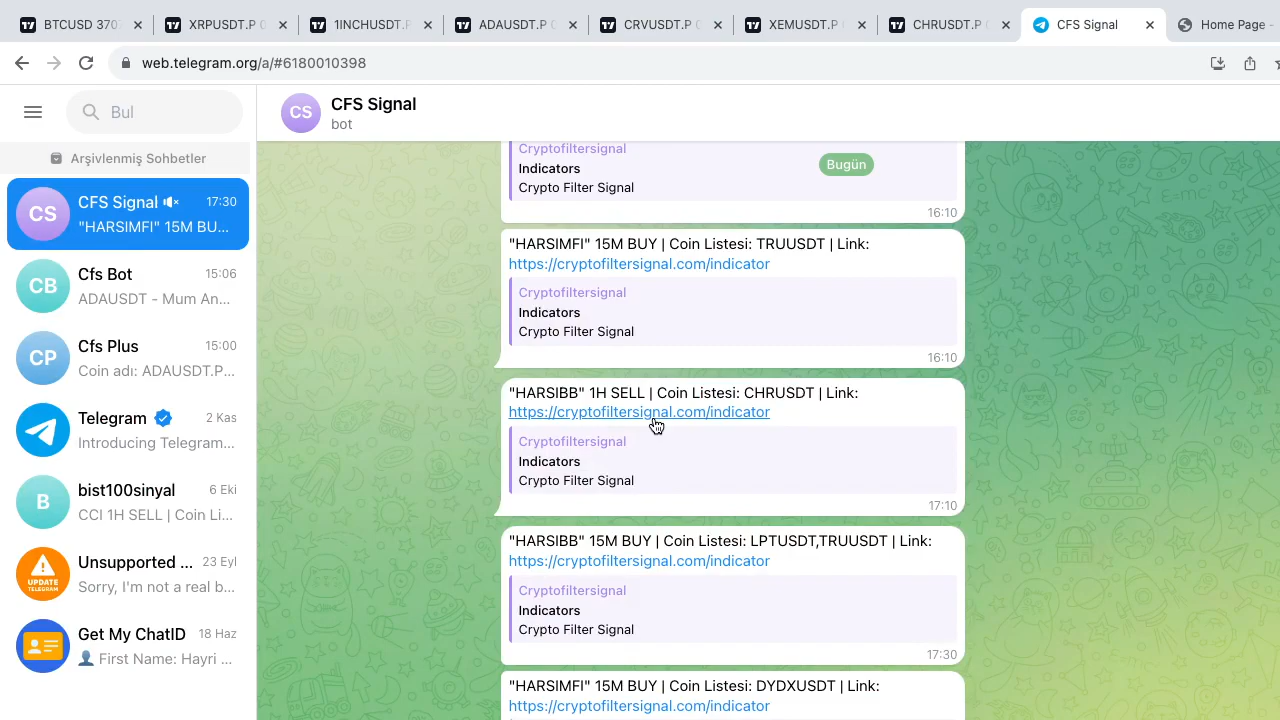 BTCUSD 370
XRPUSDT.P
1INCHUSDT.P
ADAUSDT.P
CRVUSDT.P
XEMUSDT.P
CHRUSDT.P
CFS Signal
Home Page -
web.telegram.org/a/#6180010398
Bul
Arşivlenmiş Sohbetler
CS
CFS Signal
17:30
"HARSIMFI" 15M BU...
CB
Cfs Bot
15:06
ADAUSDT - Mum An...
CP
Cfs Plus
15:00
Coin adı: ADAUSDT.P...
Telegram
2 Kas
Introducing Telegram...
B
bist100sinyal
6 Eki
CCI 1H SELL | Coin Li...
UPDATE
TELEGRAM
Unsupported ...
23 Eyl
Sorry, I'm not a real b...
Get My ChatID
18 Haz
👤 First Name: Hayri ...
CS
CFS Signal
bot
Cryptofiltersignal
Bugün
Indicators
Crypto Filter Signal
16:10
"HARSIMFI" 15M BUY | Coin Listesi: TRUUSDT | Link:
https://cryptofiltersignal.com/indicator
Cryptofiltersignal
Indicators
Crypto Filter Signal
16:10
"HARSIBB" 1H SELL | Coin Listesi: CHRUSDT | Link:
https://cryptofiltersignal.com/indicator
Cryptofiltersignal
Indicators
Crypto Filter Signal
17:10
"HARSIBB" 15M BUY | Coin Listesi: LPTUSDT,TRUUSDT | Link:
https://cryptofiltersignal.com/indicator
Cryptofiltersignal
Indicators
Crypto Filter Signal
17:30
"HARSIMFI" 15M BUY | Coin Listesi: DYDXUSDT | Link:
https://cryptofiltersignal.com/indicator